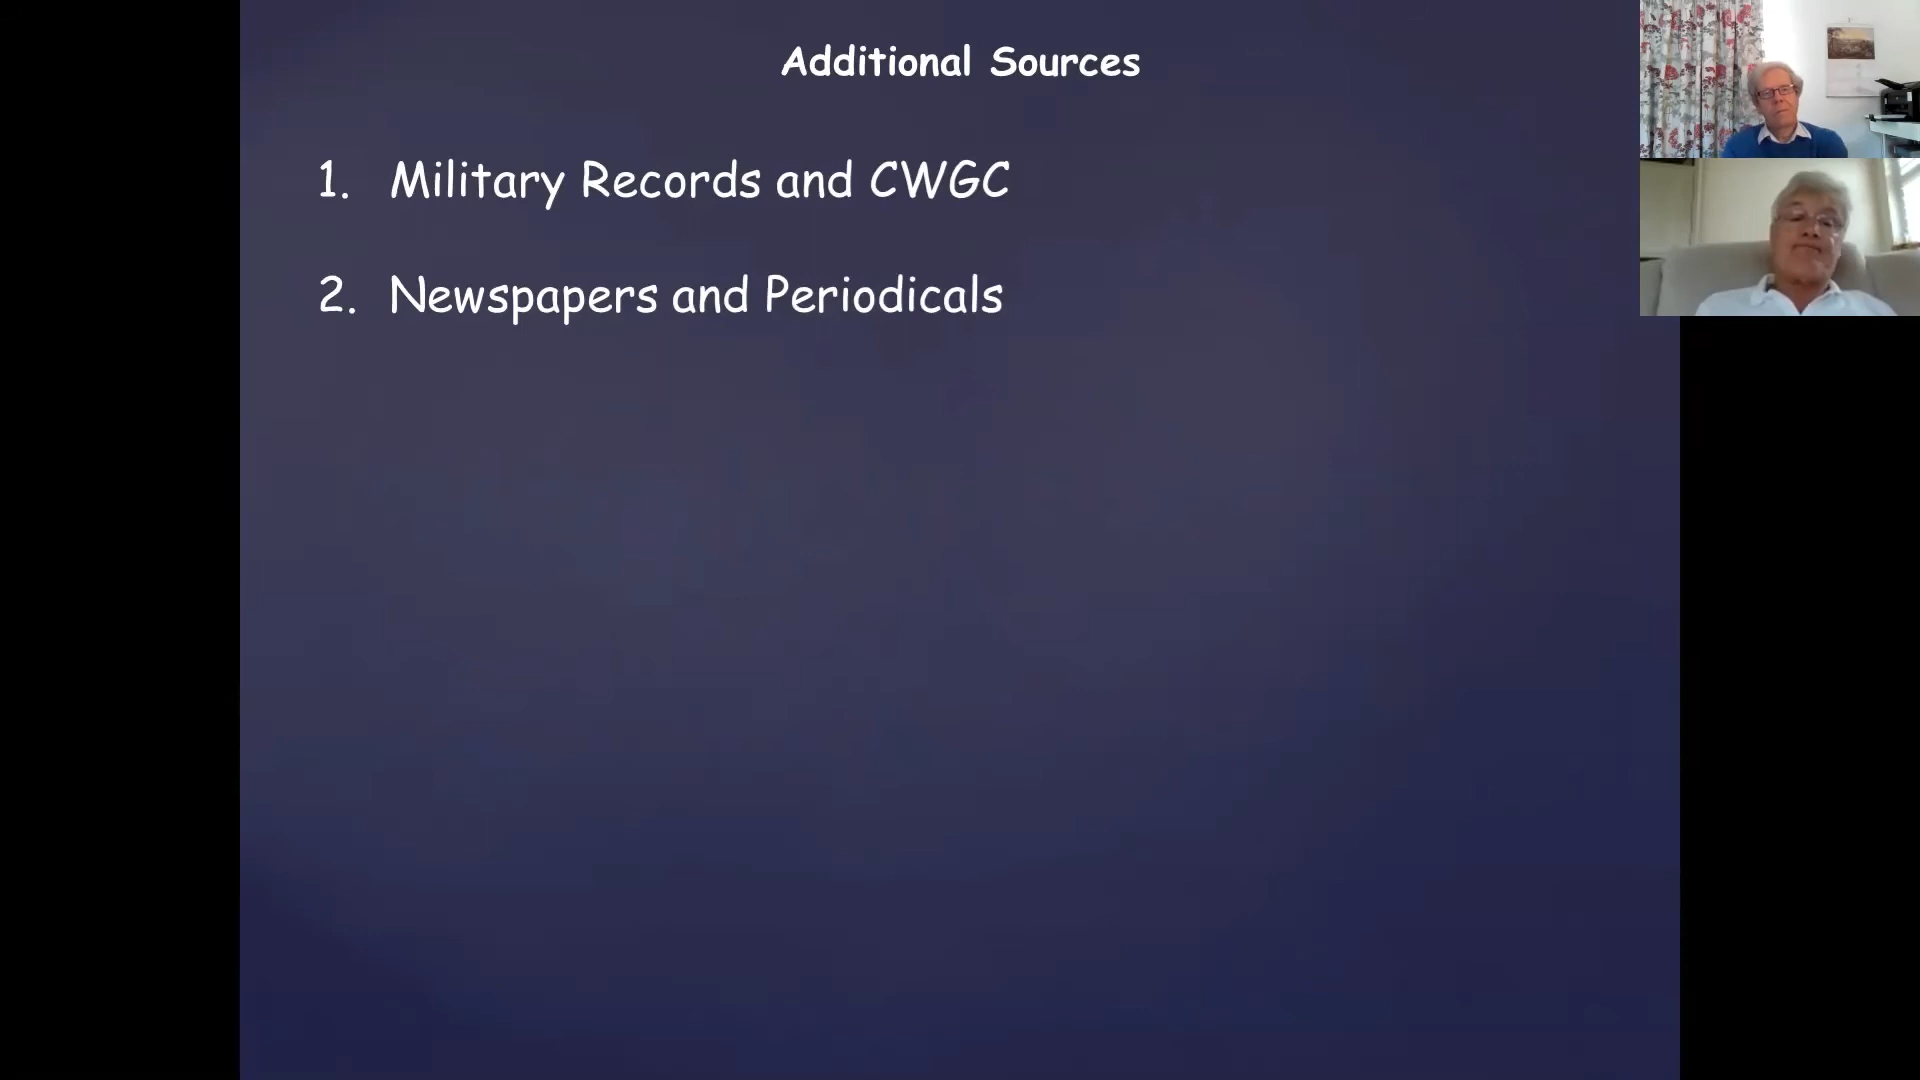 Additional Sources
1. Military Records and CWGC
2. Newspapers and Periodicals